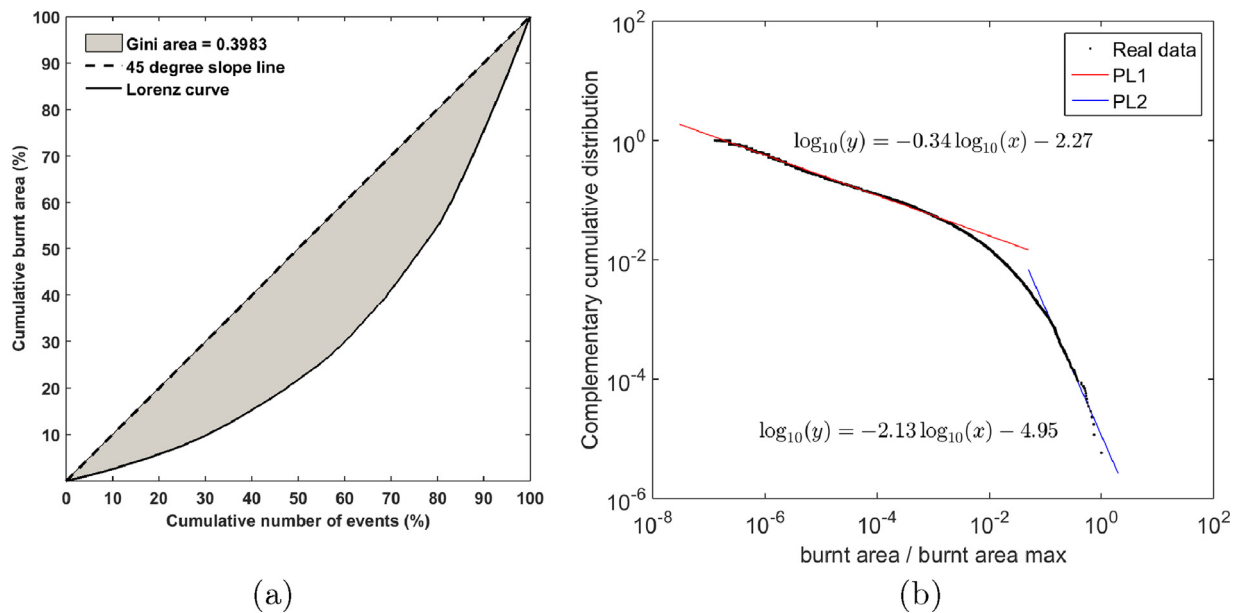 100
90
80
70
60
50
40
30
20
10
Cumulative burnt area (%)
Gini area = 0.3983
45 degree slope line
Lorenz curve
0 10 20 30 40 50 60 70 80 90 100
Cumulative number of events (%)
(a)
10^2
10^0
10^-2
10^-4
10^-6
Complementary cumulative distribution
Real data
PL1
PL2
log10(y) = −0.34 log10(x) − 2.27
log10(y) = −2.13 log10(x) − 4.95
10^-8 10^-6 10^-4 10^-2 10^0 10^2
burnt area / burnt area max
(b)